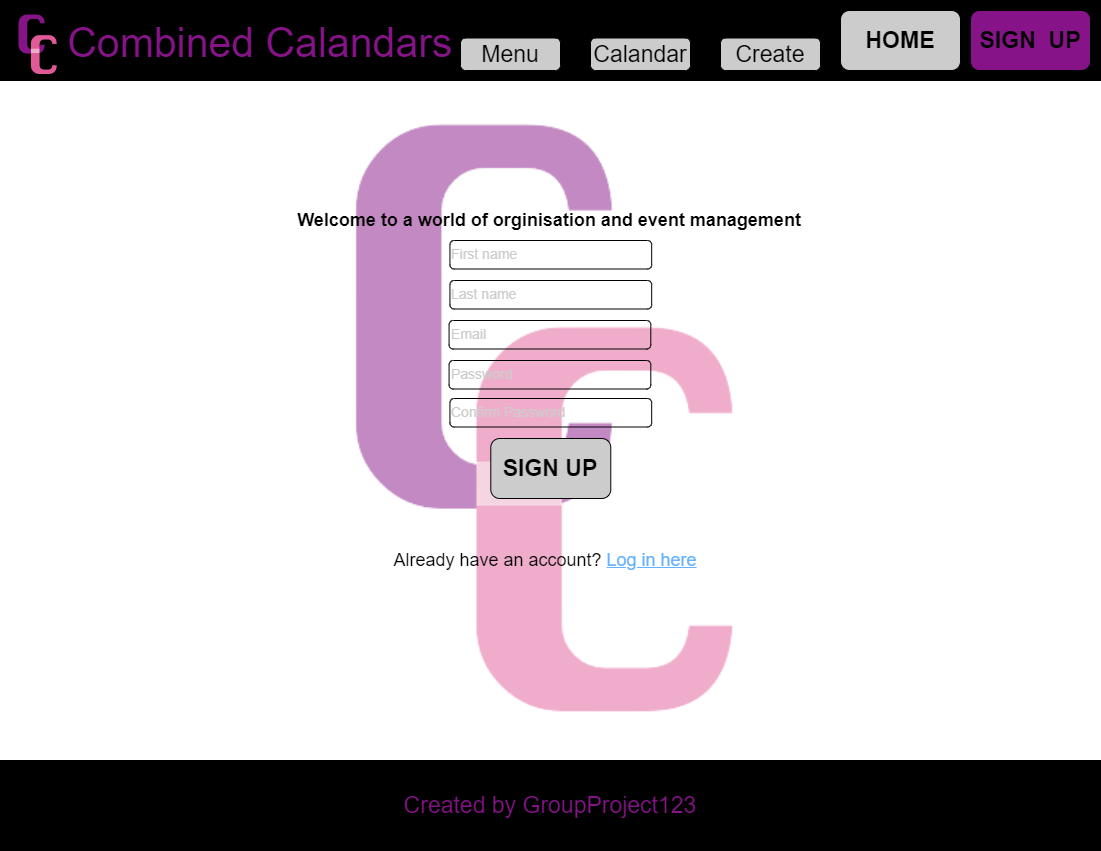 CC Combined Calandars Menu Calandar Create HOME SIGN UP
Welcome to a world of orginisation and event management
First name
Last name
Email
Password
Confirm Password
SIGN UP
Already have an account? Log in here
Created by GroupProject123